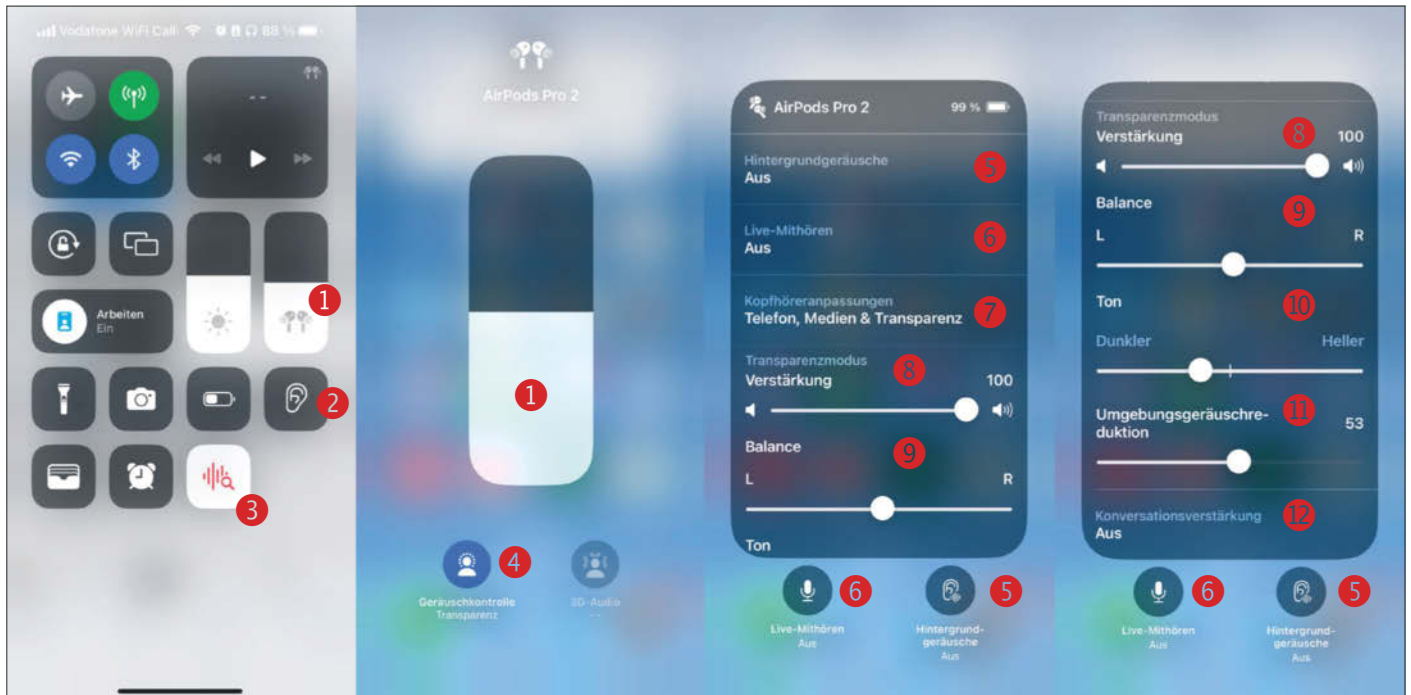 Vodafone WiFi Calli 88 %
--
1
Arbeiten
Ein
2
3
AirPods Pro 2
1
4
Geräuschkontrolle
Transparenz
3D-Audio
--
AirPods Pro 2 99 %
Hintergrundgeräusche
Aus
5
Live-Mithören
Aus
6
Kopfhöreranpassungen
Telefon, Medien & Transparenz
7
Transparenzmodus
Verstärkung 8 100
Balance
9
L R
Ton
6
5
Live-Mithören
Aus
Hintergrund-
geräusche
Aus
Transparenzmodus
Verstärkung 8 100
Balance 9
L R
Ton 10
Dunkler Heller
Umgebungsgeräuschre-
duktion
11
53
Konversationsverstärkung 12
Aus
6
5
Live-Mithören
Aus
Hintergrund-
geräusche
Aus